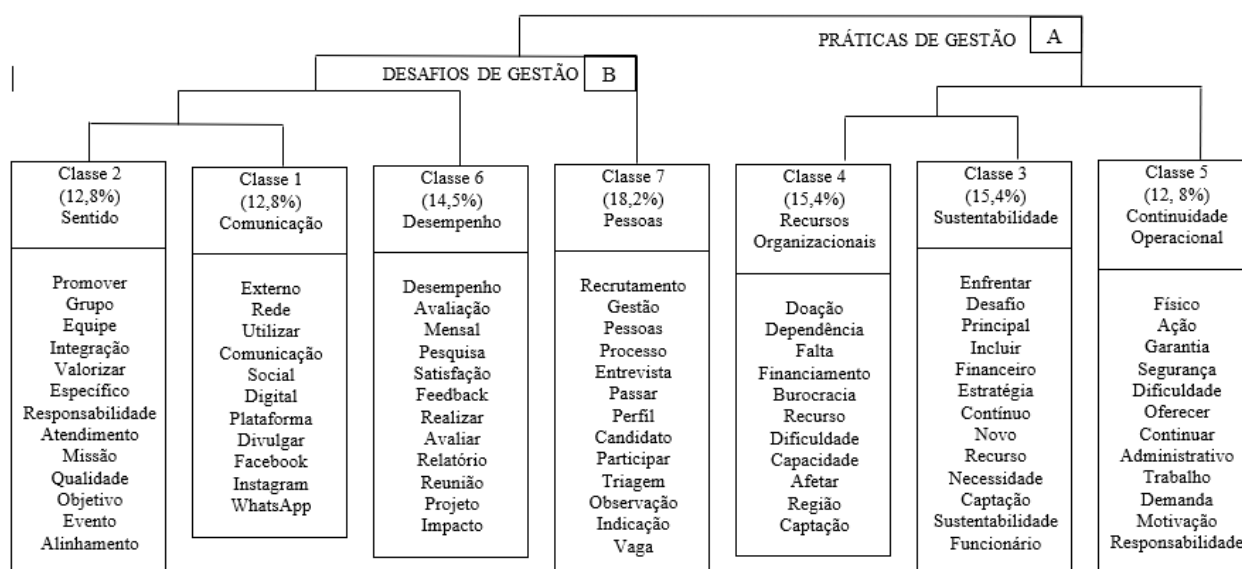 PRÁTICAS DE GESTÃO
A
DESAFIOS DE GESTÃO
B
Classe 2
(12,8%)
Sentido
Promover
Grupo
Equipe
Integração
Valorizar
Específico
Responsabilidade
Atendimento
Missão
Qualidade
Objetivo
Evento
Alinhamento
Classe 1
(12,8%)
Comunicação
Externo
Rede
Utilizar
Comunicação
Social
Digital
Plataforma
Divulgar
Facebook
Instagram
WhatsApp
Classe 6
(14,5%)
Desempenho
Desempenho
Avaliação
Mensal
Pesquisa
Satisfação
Feedback
Realizar
Avaliar
Relatório
Reunião
Projeto
Impacto
Classe 7
(18,2%)
Pessoas
Recrutamento
Gestão
Pessoas
Processo
Entrevista
Passar
Perfil
Candidato
Participar
Triagem
Observação
Indicação
Vaga
Classe 4
(15,4%)
Recursos
Organizacionais
Doação
Dependência
Falta
Financiamento
Burocracia
Recurso
Dificuldade
Capacidade
Afetar
Região
Captação
Classe 3
(15,4%)
Sustentabilidade
Enfrentar
Desafio
Principal
Incluir
Financeiro
Estratégia
Contínuo
Novo
Recurso
Necessidade
Captação
Sustentabilidade
Funcionário
Classe 5
(12, 8%)
Continuidade
Operacional
Físico
Ação
Garantia
Segurança
Dificuldade
Oferecer
Continuar
Administrativo
Trabalho
Demanda
Motivação
Responsabilidade